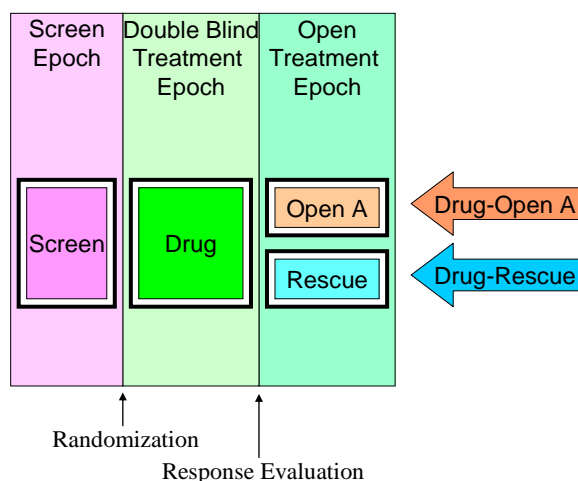 Screen
Epoch
Double Blind
Treatment
Epoch
Open
Treatment
Epoch
Screen
Drug
Open A
Rescue
Drug-Open A
Drug-Rescue
Randomization
Response Evaluation